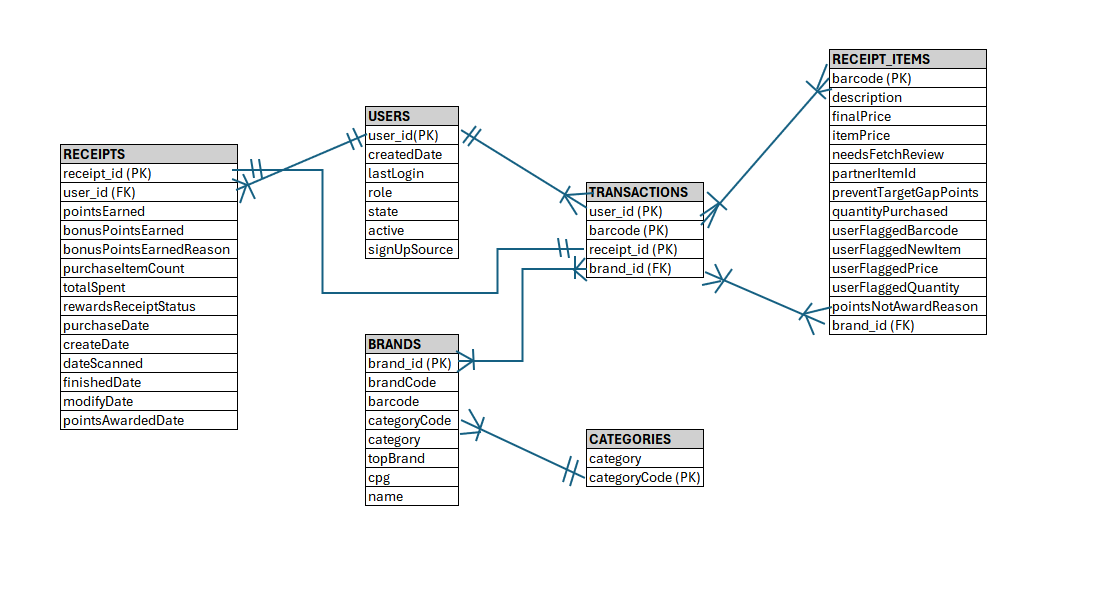 RECEIPTS
receipt_id (PK)
user_id (FK)
pointsEarned
bonusPointsEarned
bonusPointsEarnedReason
purchaseItemCount
totalSpent
rewardsReceiptStatus
purchaseDate
createDate
dateScanned
finishedDate
modifyDate
pointsAwardedDate
USERS
user_id(PK)
createdDate
lastLogin
role
state
active
signUpSource
BRANDS
brand_id (PK)
brandCode
barcode
categoryCode
category
topBrand
cpg
name
TRANSACTIONS
user_id (PK)
barcode (PK)
receipt_id (PK)
brand_id (FK)
CATEGORIES
category
categoryCode (PK)
RECEIPT_ITEMS
barcode (PK)
description
finalPrice
itemPrice
needsFetchReview
partnerItemId
preventTargetGapPoints
quantityPurchased
userFlaggedBarcode
userFlaggedNewItem
userFlaggedPrice
userFlaggedQuantity
pointsNotAwardReason
brand_id (FK)